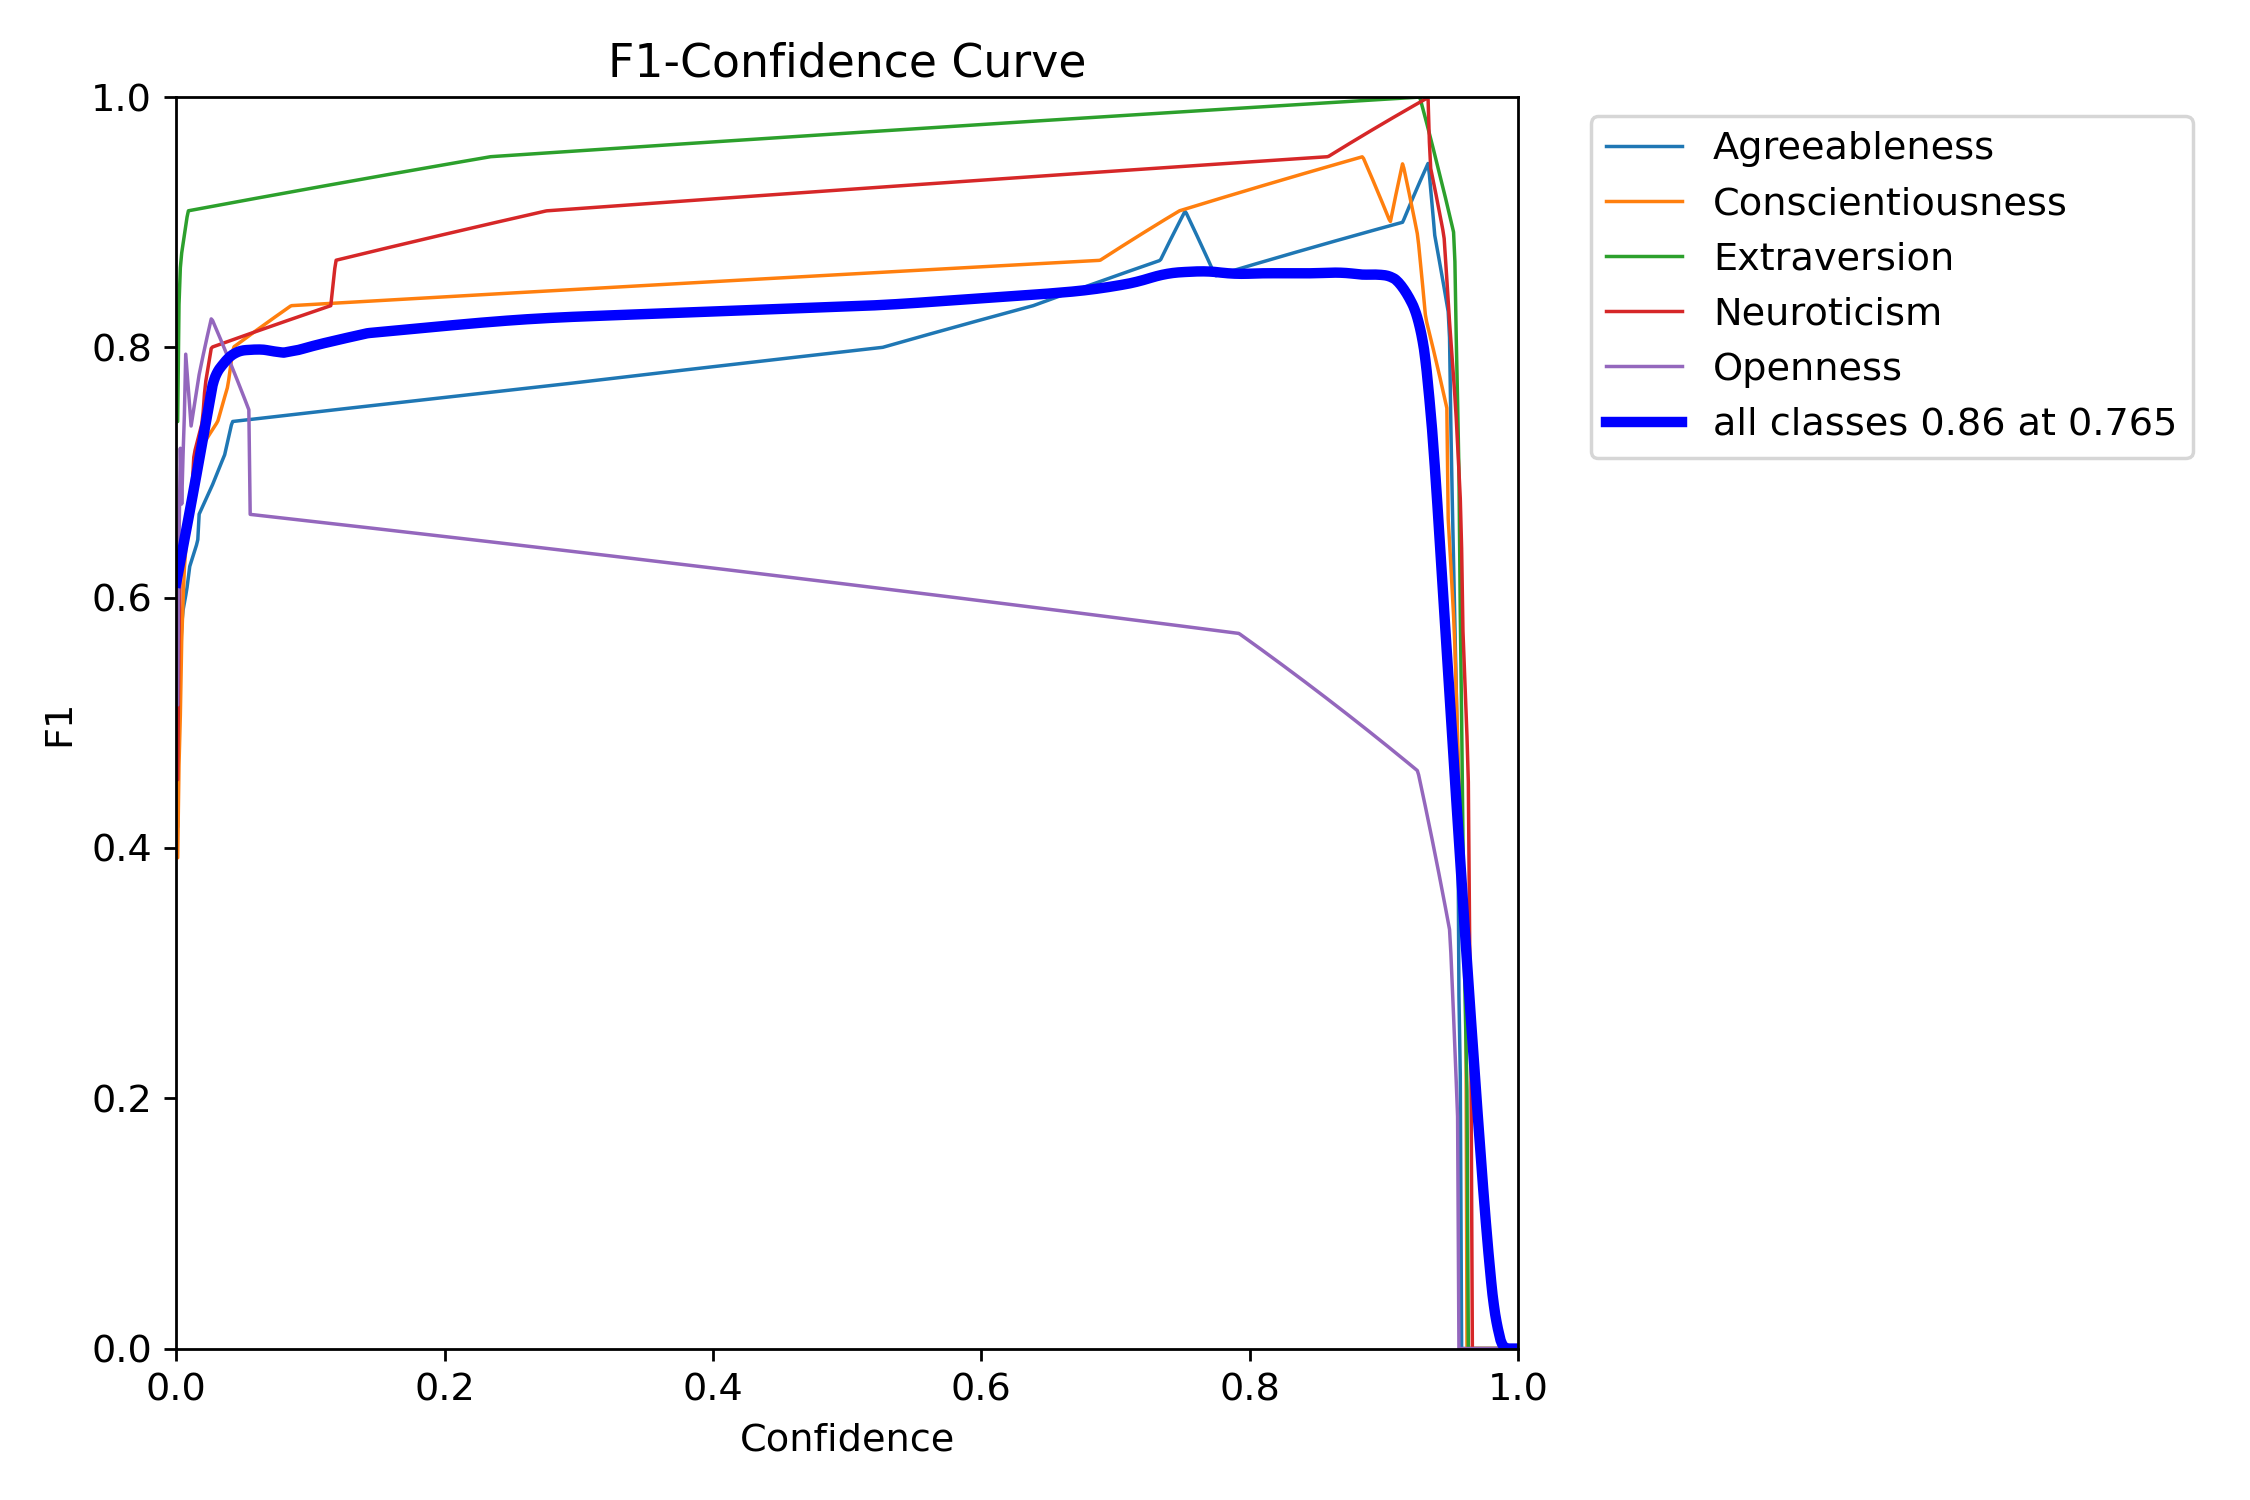 F1-Confidence Curve
1.0
0.8
0.6
0.4
0.2
0.0
F1
0.0 0.2 0.4 0.6 0.8 1.0
Confidence
Agreeableness
Conscientiousness
Extraversion
Neuroticism
Openness
all classes 0.86 at 0.765